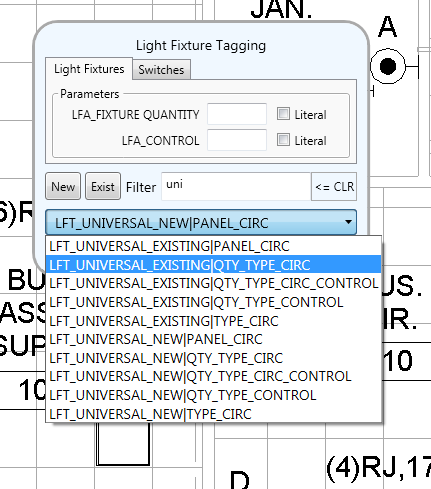 JAN.
A
Light Fixture Tagging
Light Fixtures Switches
Parameters
LFA_FIXTURE QUANTITY Literal
LFA_CONTROL Literal
New Exist Filter uni <= CLR
6)R
LFT_UNIVERSAL_NEW|PANEL_CIRC
LFT_UNIVERSAL_EXISTING|PANEL_CIRC
LFT_UNIVERSAL_EXISTING|QTY_TYPE_CIRC
LFT_UNIVERSAL_EXISTING|QTY_TYPE_CIRC_CONTROL
LFT_UNIVERSAL_EXISTING|QTY_TYPE_CONTROL
LFT_UNIVERSAL_EXISTING|TYPE_CIRC
LFT_UNIVERSAL_NEW|PANEL_CIRC
LFT_UNIVERSAL_NEW|QTY_TYPE_CIRC
LFT_UNIVERSAL_NEW|QTY_TYPE_CIRC_CONTROL
LFT_UNIVERSAL_NEW|QTY_TYPE_CONTROL
LFT_UNIVERSAL_NEW|TYPE_CIRC
BU
ASS
SUP
10
US.
IR.
10
D
(4)RJ,17